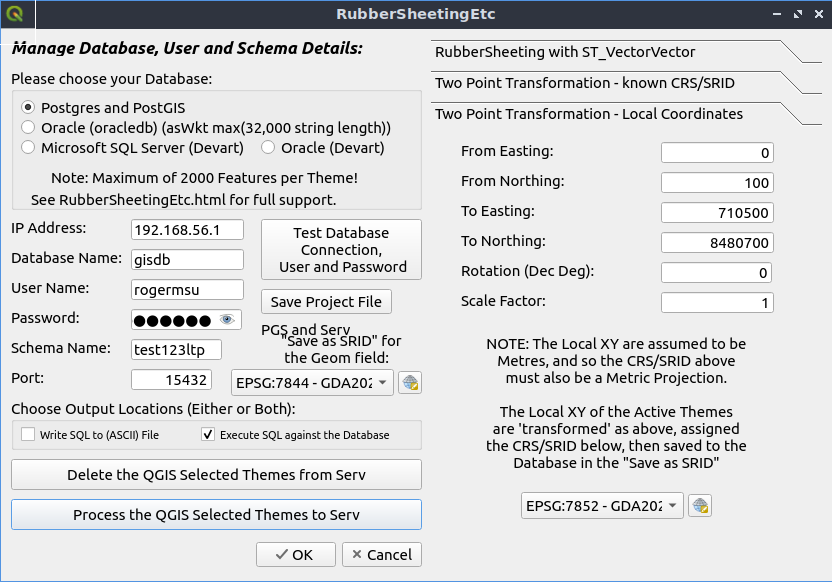 RubberSheetingEtc
Manage Database, User and Schema Details:
Please choose your Database:
Postgres and PostGIS
Oracle (oracledb) (asWkt max(32,000 string length))
Microsoft SQL Server (Devart)
Oracle (Devart)
Note: Maximum of 2000 Features per Theme!
See RubberSheetingEtc.html for full support.
IP Address:
192.168.56.1
Database Name:
gisdb
User Name:
rogermsu
Password:
●●●●●●
Schema Name:
test123ltp
Port:
15432
Test Database
Connection,
User and Password
Save Project File
PGS and Serv
"Save as SRID" for
the Geom field:
EPSG:7844 - GDA202
Choose Output Locations (Either or Both):
Write SQL to (ASCII) File
Execute SQL against the Database
Delete the QGIS Selected Themes from Serv
Process the QGIS Selected Themes to Serv
OK
Cancel
RubberSheeting with ST_VectorVector
Two Point Transformation - known CRS/SRID
Two Point Transformation - Local Coordinates
From Easting:
0
From Northing:
100
To Easting:
710500
To Northing:
8480700
Rotation (Dec Deg):
0
Scale Factor:
1
NOTE: The Local XY are assumed to be
Metres, and so the CRS/SRID above
must also be a Metric Projection.
The Local XY of the Active Themes
are 'transformed' as above, assigned
the CRS/SRID below, then saved to the
Database in the "Save as SRID"
EPSG:7852 - GDA202